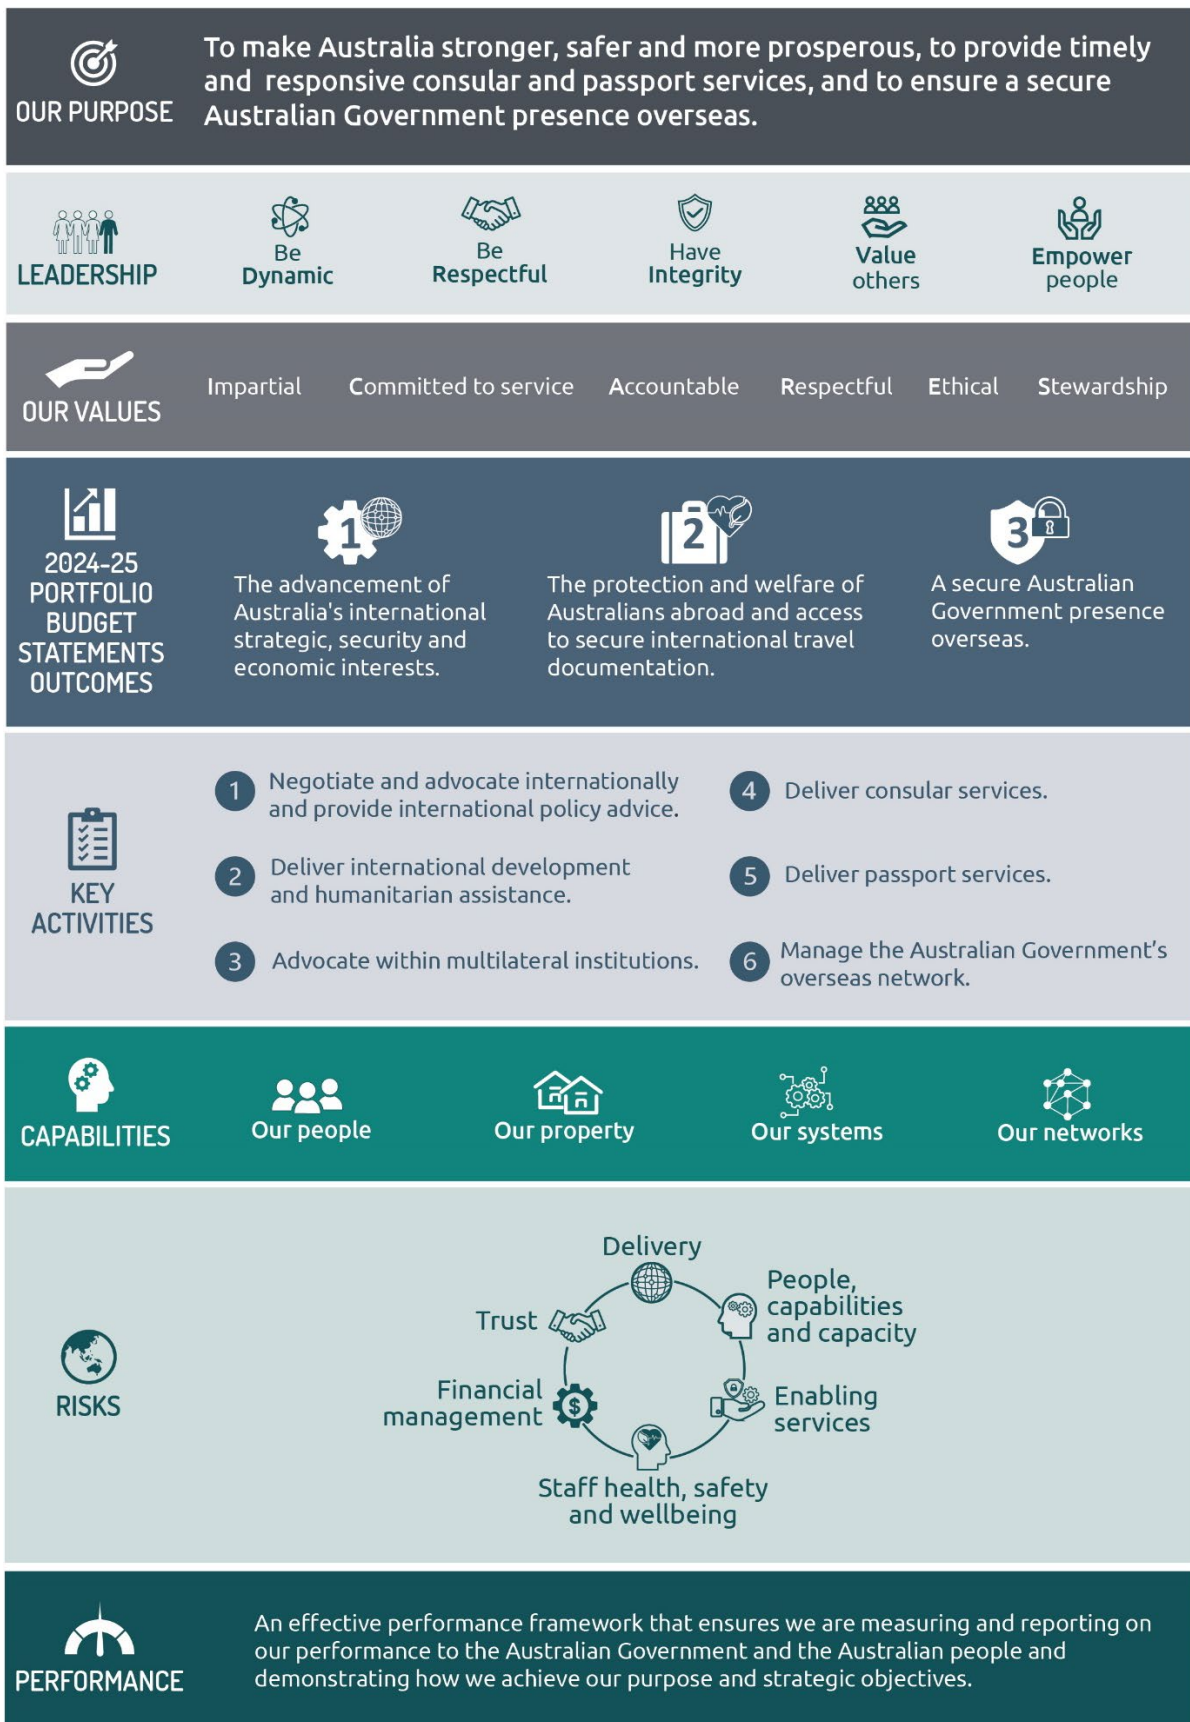 OUR PURPOSE
To make Australia stronger, safer and more prosperous, to provide timely
and responsive consular and passport services, and to ensure a secure
Australian Government presence overseas.
LEADERSHIP
Be
Dynamic
Be
Respectful
Have
Integrity
Value
others
Empower
people
OUR VALUES
Impartial
Committed to service
Accountable
Respectful
Ethical
Stewardship
2024-25
PORTFOLIO
BUDGET
STATEMENTS
OUTCOMES
1
The advancement of
Australia's international
strategic, security and
economic interests.
2
The protection and welfare of
Australians abroad and access
to secure international travel
documentation.
3
A secure Australian
Government presence
overseas.
KEY
ACTIVITIES
1
Negotiate and advocate internationally
and provide international policy advice.
2
Deliver international development
and humanitarian assistance.
3
Advocate within multilateral institutions.
4
Deliver consular services.
5
Deliver passport services.
6
Manage the Australian Government’s
overseas network.
CAPABILITIES
Our people
Our property
Our systems
Our networks
RISKS
Delivery
People,
capabilities
and capacity
Enabling
services
Staff health, safety
and wellbeing
Financial
management
$
Trust
PERFORMANCE
An effective performance framework that ensures we are measuring and reporting on
our performance to the Australian Government and the Australian people and
demonstrating how we achieve our purpose and strategic objectives.